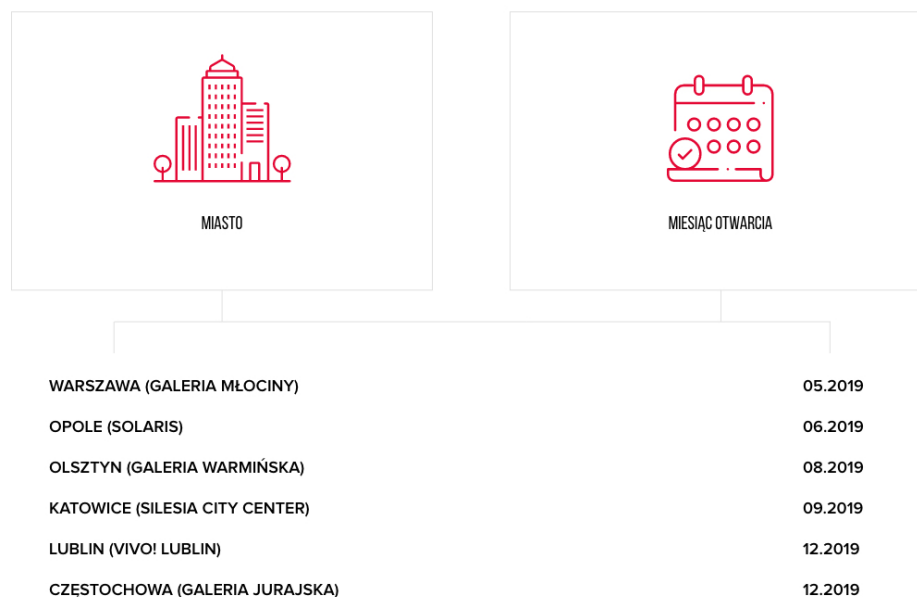 MIASTO
MIESIĄC OTWARCIA
WARSZAWA (GALERIA MŁOCINY) 05.2019
OPOLE (SOLARIS) 06.2019
OLSZTYN (GALERIA WARMIŃSKA) 08.2019
KATOWICE (SILESIA CITY CENTER) 09.2019
LUBLIN (VIVO! LUBLIN) 12.2019
CZĘSTOCHOWA (GALERIA JURAJSKA) 12.2019